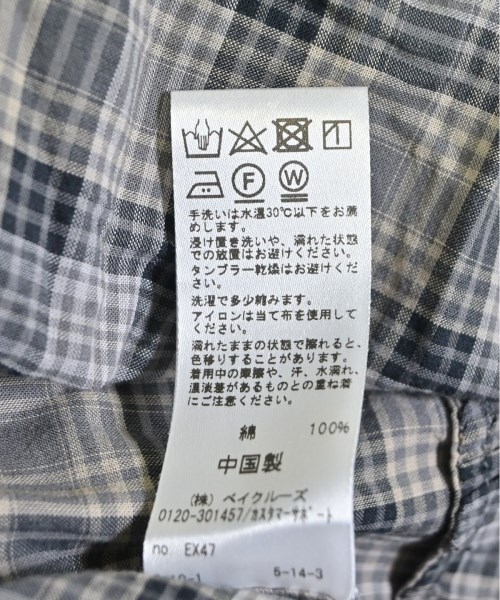 F W
手洗いは水温30℃以下をお薦
めします。
浸け置き洗いや、濡れた状態
での放置はお避けください。
タンブラー乾燥はお避けくださ
い。
洗濯で多少縮みます。
アイロンは当て布を使用して
ください。
濡れたままの状態で擦れると、
色移りすることがあります。
着用中の摩擦や、汗、水濡れ、
濃淡差があるものとの重ね着
にご注意ください。
綿 100%
中国製
(株) ベイクルーズ
0120-301457/カスタマーサポート
no. EX47
5-14-3